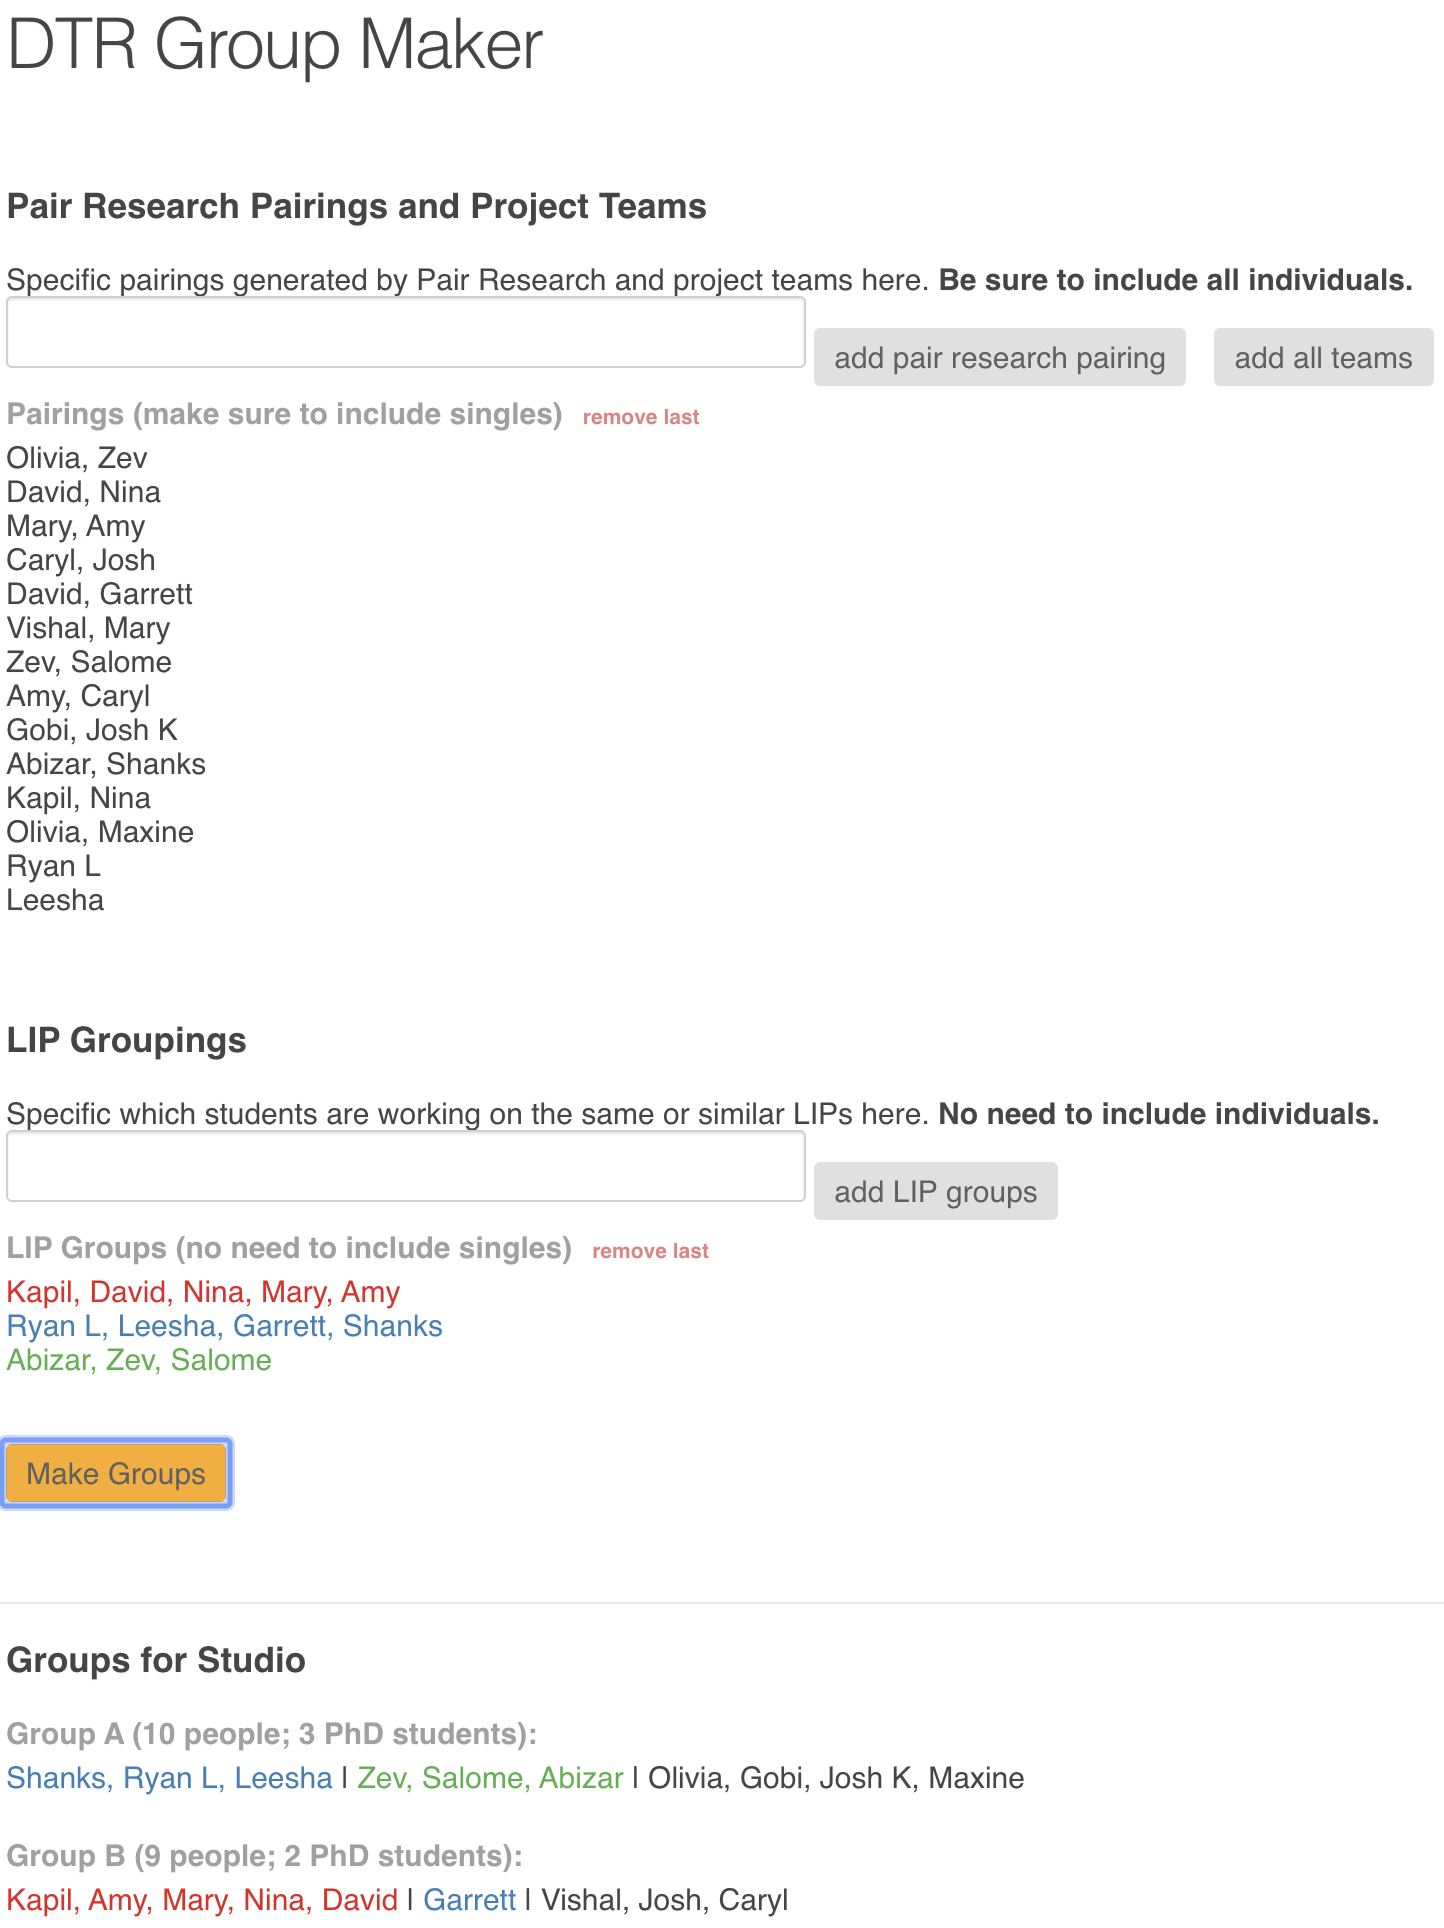 DTR Group Maker
Pair Research Pairings and Project Teams
Specific pairings generated by Pair Research and project teams here. Be sure to include all individuals.
add pair research pairing
add all teams
Pairings (make sure to include singles) remove last
Olivia, Zev
David, Nina
Mary, Amy
Caryl, Josh
David, Garrett
Vishal, Mary
Zev, Salome
Amy, Caryl
Gobi, Josh K
Abizar, Shanks
Kapil, Nina
Olivia, Maxine
Ryan L
Leesha
LIP Groupings
Specific which students are working on the same or similar LIPs here. No need to include individuals.
add LIP groups
LIP Groups (no need to include singles) remove last
Kapil, David, Nina, Mary, Amy
Ryan L, Leesha, Garrett, Shanks
Abizar, Zev, Salome
Make Groups
Groups for Studio
Group A (10 people; 3 PhD students):
Shanks, Ryan L, Leesha | Zev, Salome, Abizar | Olivia, Gobi, Josh K, Maxine
Group B (9 people; 2 PhD students):
Kapil, Amy, Mary, Nina, David | Garrett | Vishal, Josh, Caryl